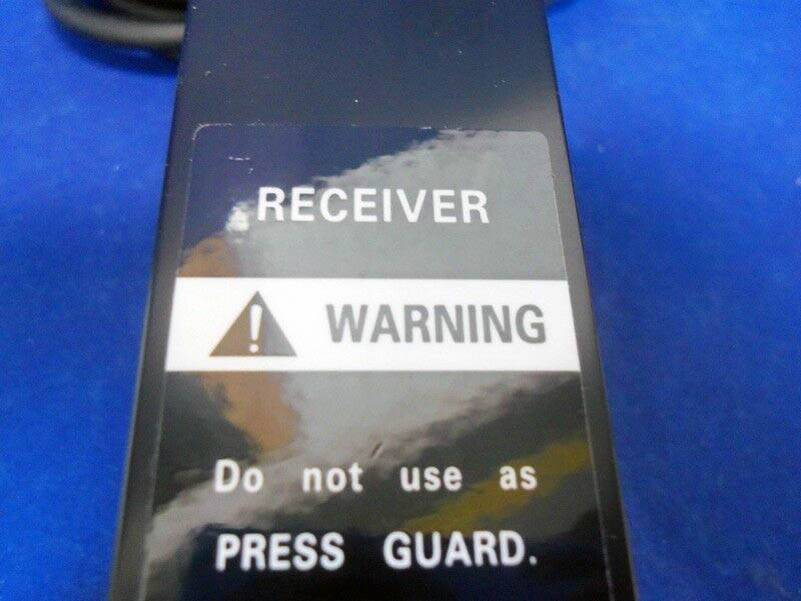 RECEIVER
WARNING
Do not use as
PRESS GUARD.